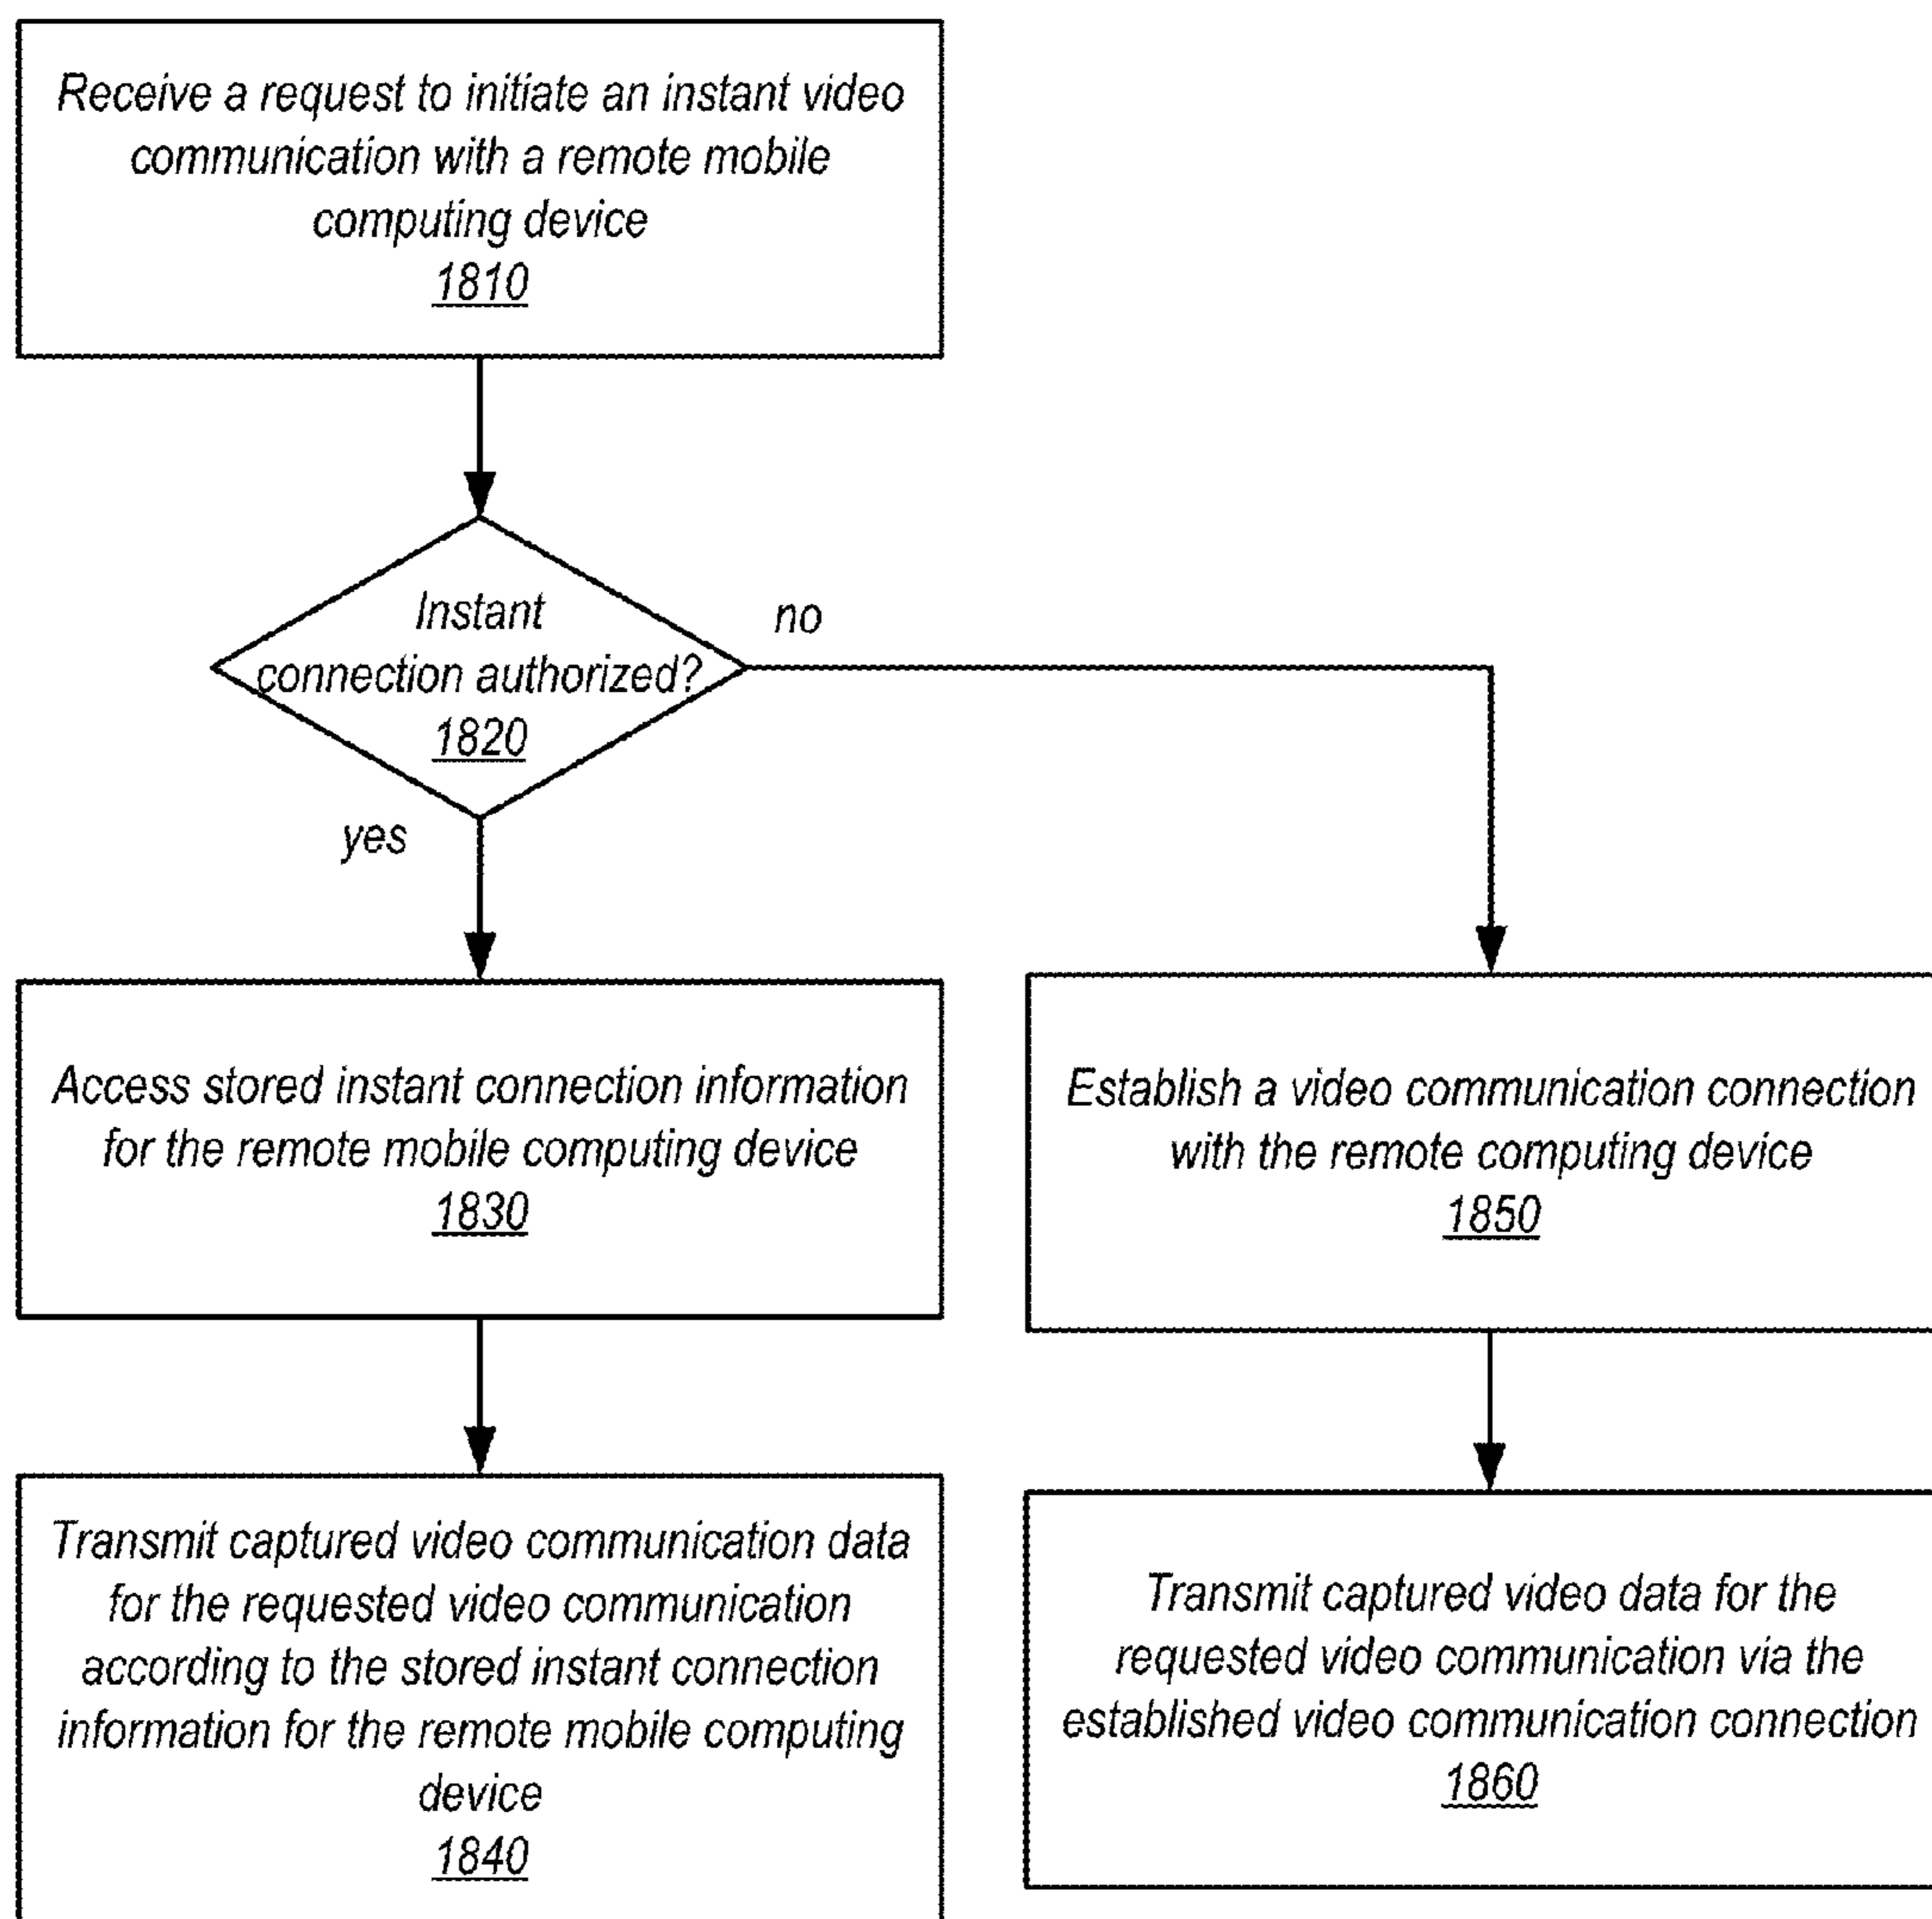 Receive a request to initiate an instant video
communication with a remote mobile
computing device
1810
Instant
connection authorized?
1820
no
yes
Access stored instant connection information
for the remote mobile computing device
1830
Establish a video communication connection
with the remote computing device
1850
Transmit captured video communication data
for the requested video communication
according to the stored instant connection
information for the remote mobile computing
device
1840
Transmit captured video data for the
requested video communication via the
established video communication connection
1860